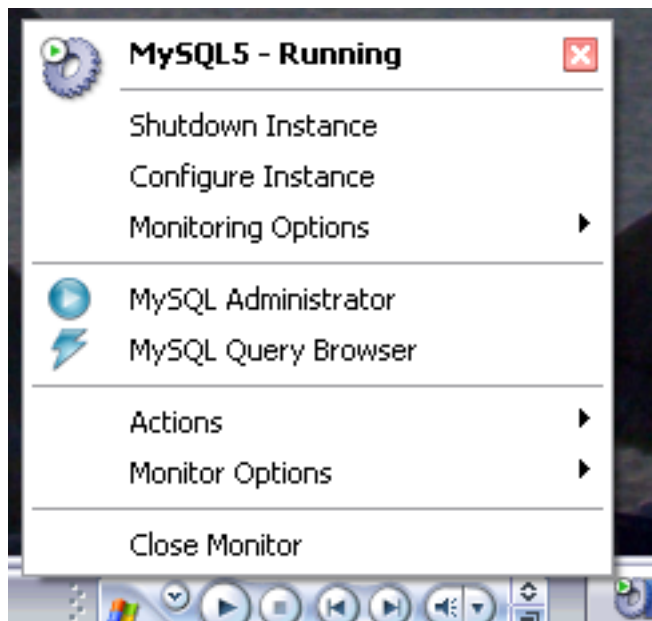 MySQL5 - Running
Shutdown Instance
Configure Instance
Monitoring Options
MySQL Administrator
MySQL Query Browser
Actions
Monitor Options
Close Monitor